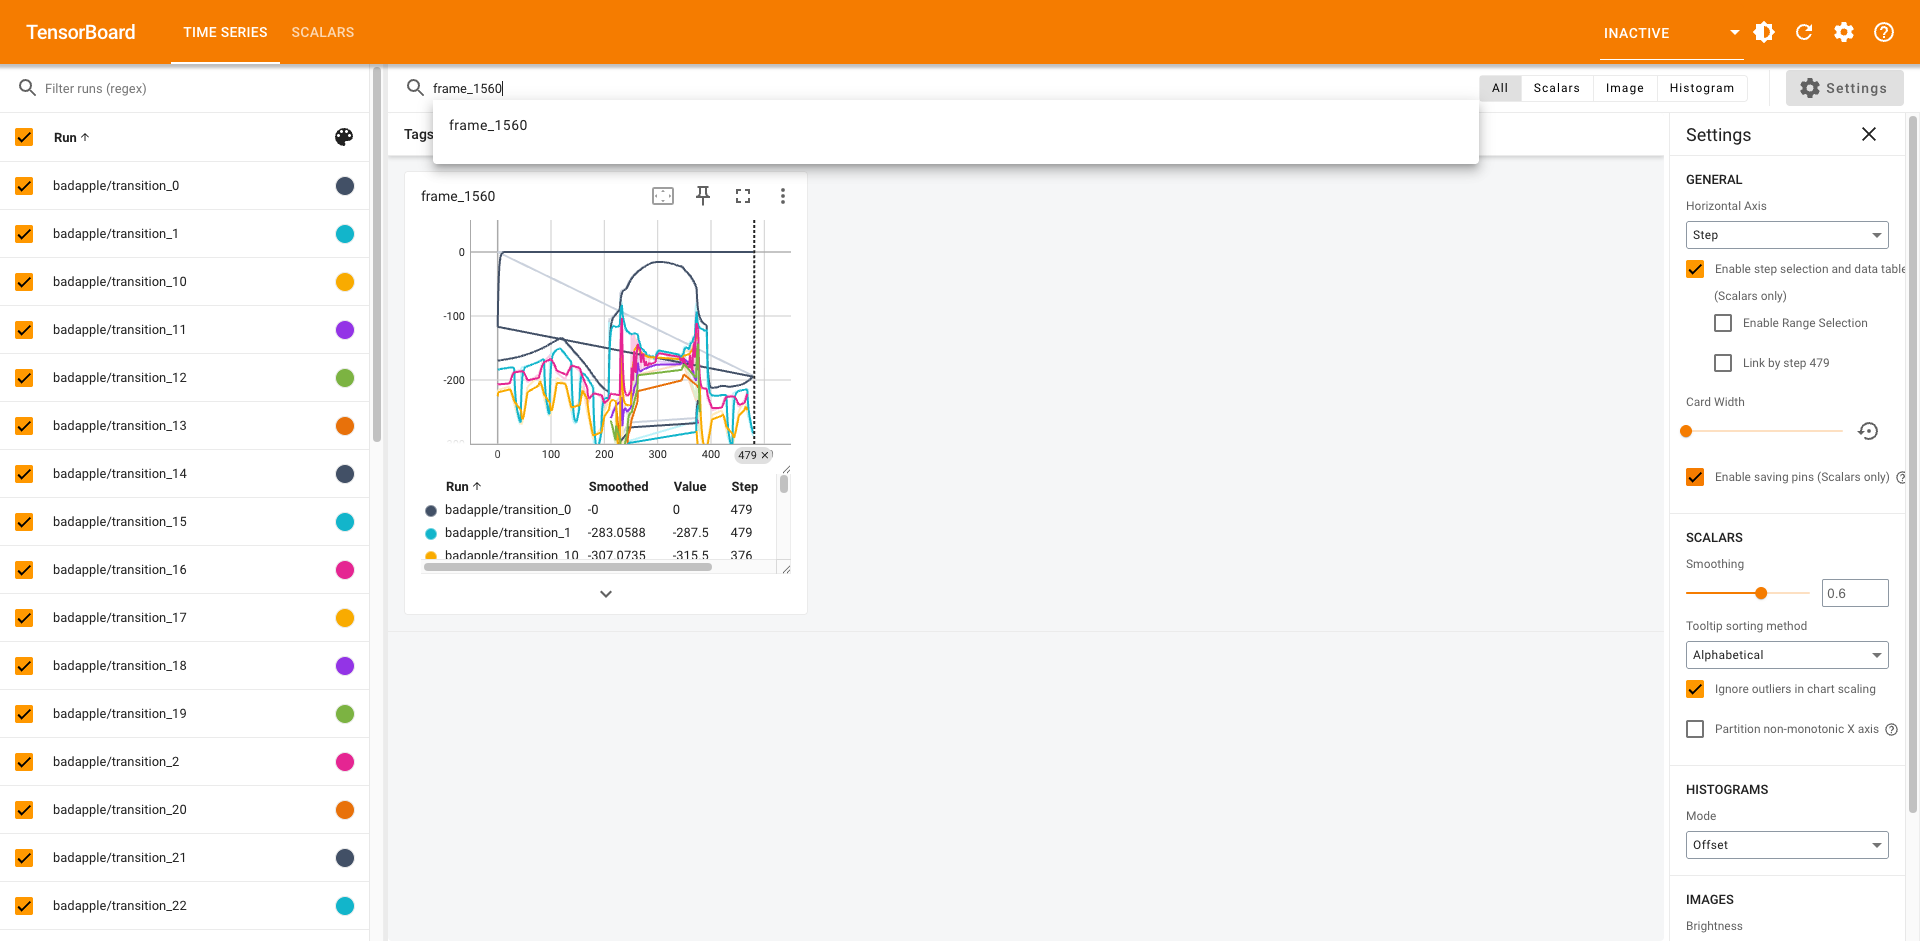 TensorBoard
TIME SERIES
SCALARS
INACTIVE
Filter runs (regex)
Run
badapple/transition_0
badapple/transition_1
badapple/transition_10
badapple/transition_11
badapple/transition_12
badapple/transition_13
badapple/transition_14
badapple/transition_15
badapple/transition_16
badapple/transition_17
badapple/transition_18
badapple/transition_19
badapple/transition_2
badapple/transition_20
badapple/transition_21
badapple/transition_22
frame_1560
All Scalars Image Histogram
Settings
frame_1560
Tags
frame_1560
0
-100
-200
0 100 200 300 400 479
Run Smoothed Value Step
badapple/transition_0 -0 0 479
badapple/transition_1 -283.0588 -287.5 479
badapple/transition_10 -307.0735 -315.5 376
Settings
GENERAL
Horizontal Axis
Step
Enable step selection and data table
(Scalars only)
Enable Range Selection
Link by step 479
Card Width
Enable saving pins (Scalars only)
SCALARS
Smoothing
0.6
Tooltip sorting method
Alphabetical
Ignore outliers in chart scaling
Partition non-monotonic X axis
HISTOGRAMS
Mode
Offset
IMAGES
Brightness